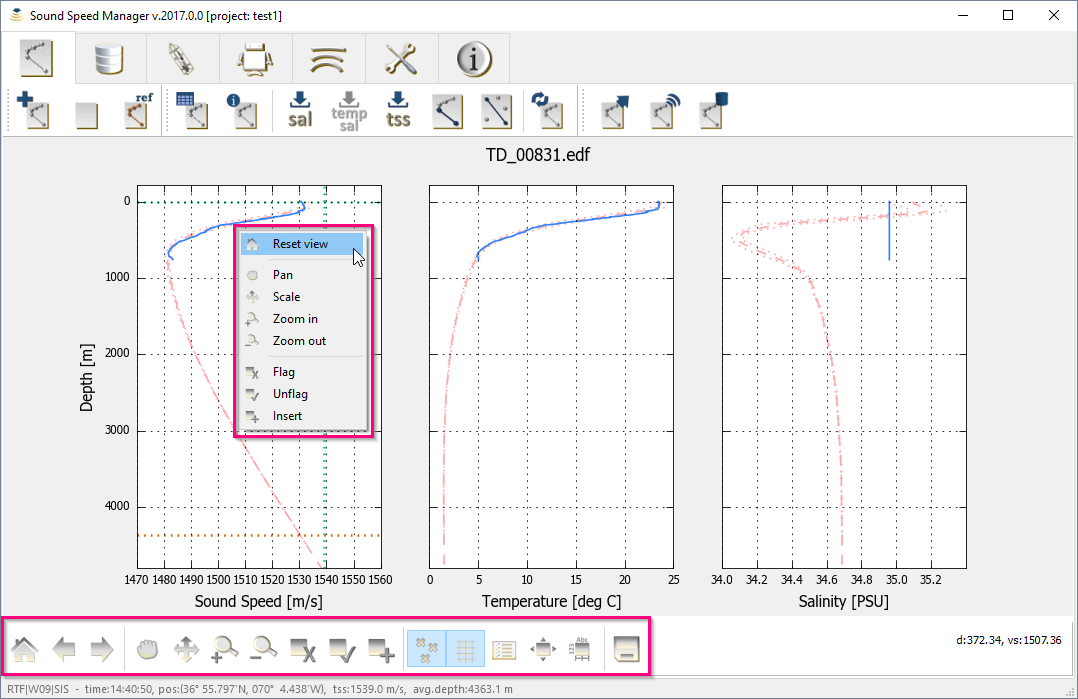 Sound Speed Manager v.2017.0.0 [project: test1]
ref
sal
temp
sal
tss
TD_00831.edf
0
1000
2000
3000
4000
Depth [m]
1470 1480 1490 1500 1510 1520 1530 1540 1550 1560
Sound Speed [m/s]
0 5 10 15 20 25
Temperature [deg C]
34.0 34.2 34.4 34.6 34.8 35.0 35.2
Salinity [PSU]
Reset view
Pan
Scale
Zoom in
Zoom out
Flag
Unflag
Insert
Abc
123
d:372.34, vs:1507.36
RTF|W09|SIS - time:14:40:50, pos:(36° 55.797'N, 070° 4.438'W), tss:1539.0 m/s, avg.depth:4363.1 m